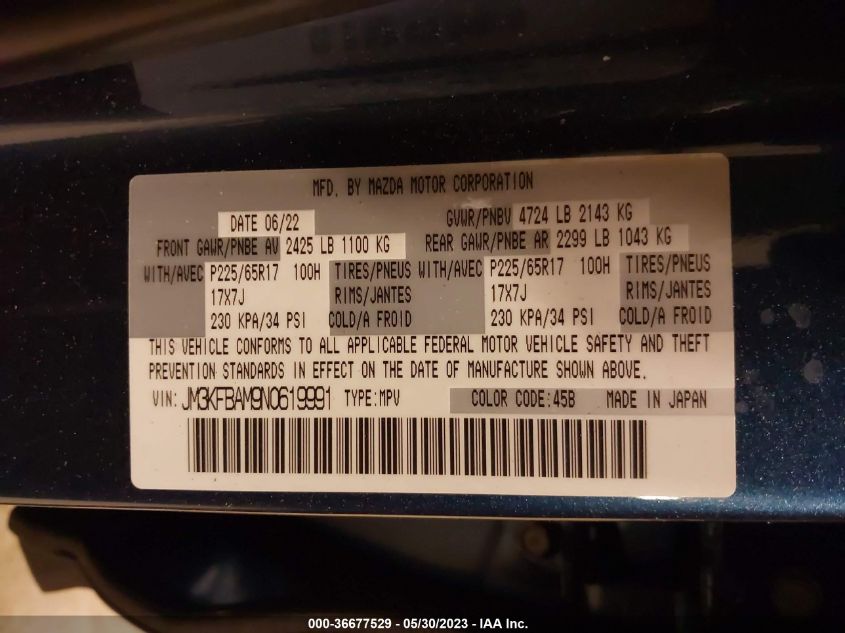 MFD. BY MAZDA MOTOR CORPORATION
DATE 06/22 GVWR/PNBV 4724 LB 2143 KG
FRONT GAWR/PNBE AV 2425 LB 1100 KG REAR GAWR/PNBE AR 2299 LB 1043 KG
WITH/AVEC P225/65R17 100H TIRES/PNEUS WITH/AVEC P225/65R17 100H TIRES/PNEUS
17X7J RIMS/JANTES 17X7J RIMS/JANTES
230 KPA/34 PSI COLD/A FROID 230 KPA/34 PSI COLD/A FROID
THIS VEHICLE CONFORMS TO ALL APPLICABLE FEDERAL MOTOR VEHICLE SAFETY AND THEFT
PREVENTION STANDARDS IN EFFECT ON THE DATE OF MANUFACTURE SHOWN ABOVE.
VIN: JM3KFBAM9N0619991 TYPE:MPV COLOR CODE:45B MADE IN JAPAN
000-36677529 - 05/30/2023 - IAA Inc.